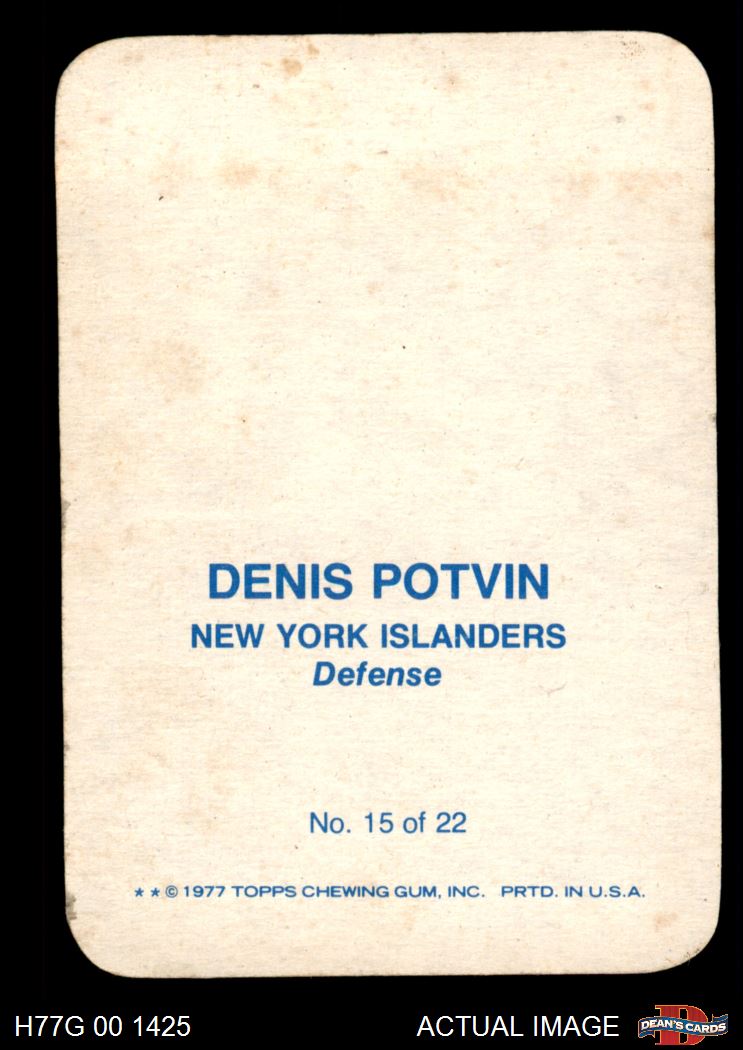 DENIS POTVIN
NEW YORK ISLANDERS
Defense
No. 15 of 22
* * © 1977 TOPPS CHEWING GUM, INC. PRTD. IN U.S.A.
H77G 00 1425 ACTUAL IMAGE
D
DEAN'S CARDS